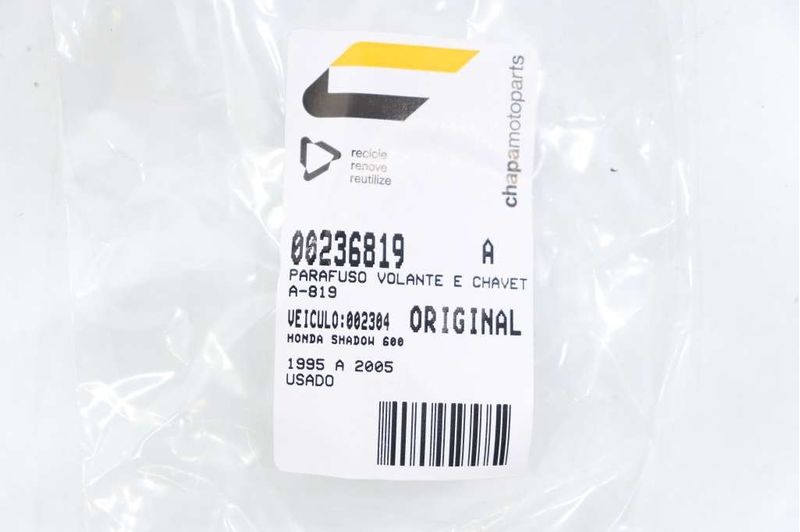 chapamotoparts
recicle
renove
reutilize
00236819 A
PARAFUSO VOLANTE E CHAVET
A-819
VEICULO:002304 ORIGINAL
HONDA SHADOW 600
1995 A 2005
USADO